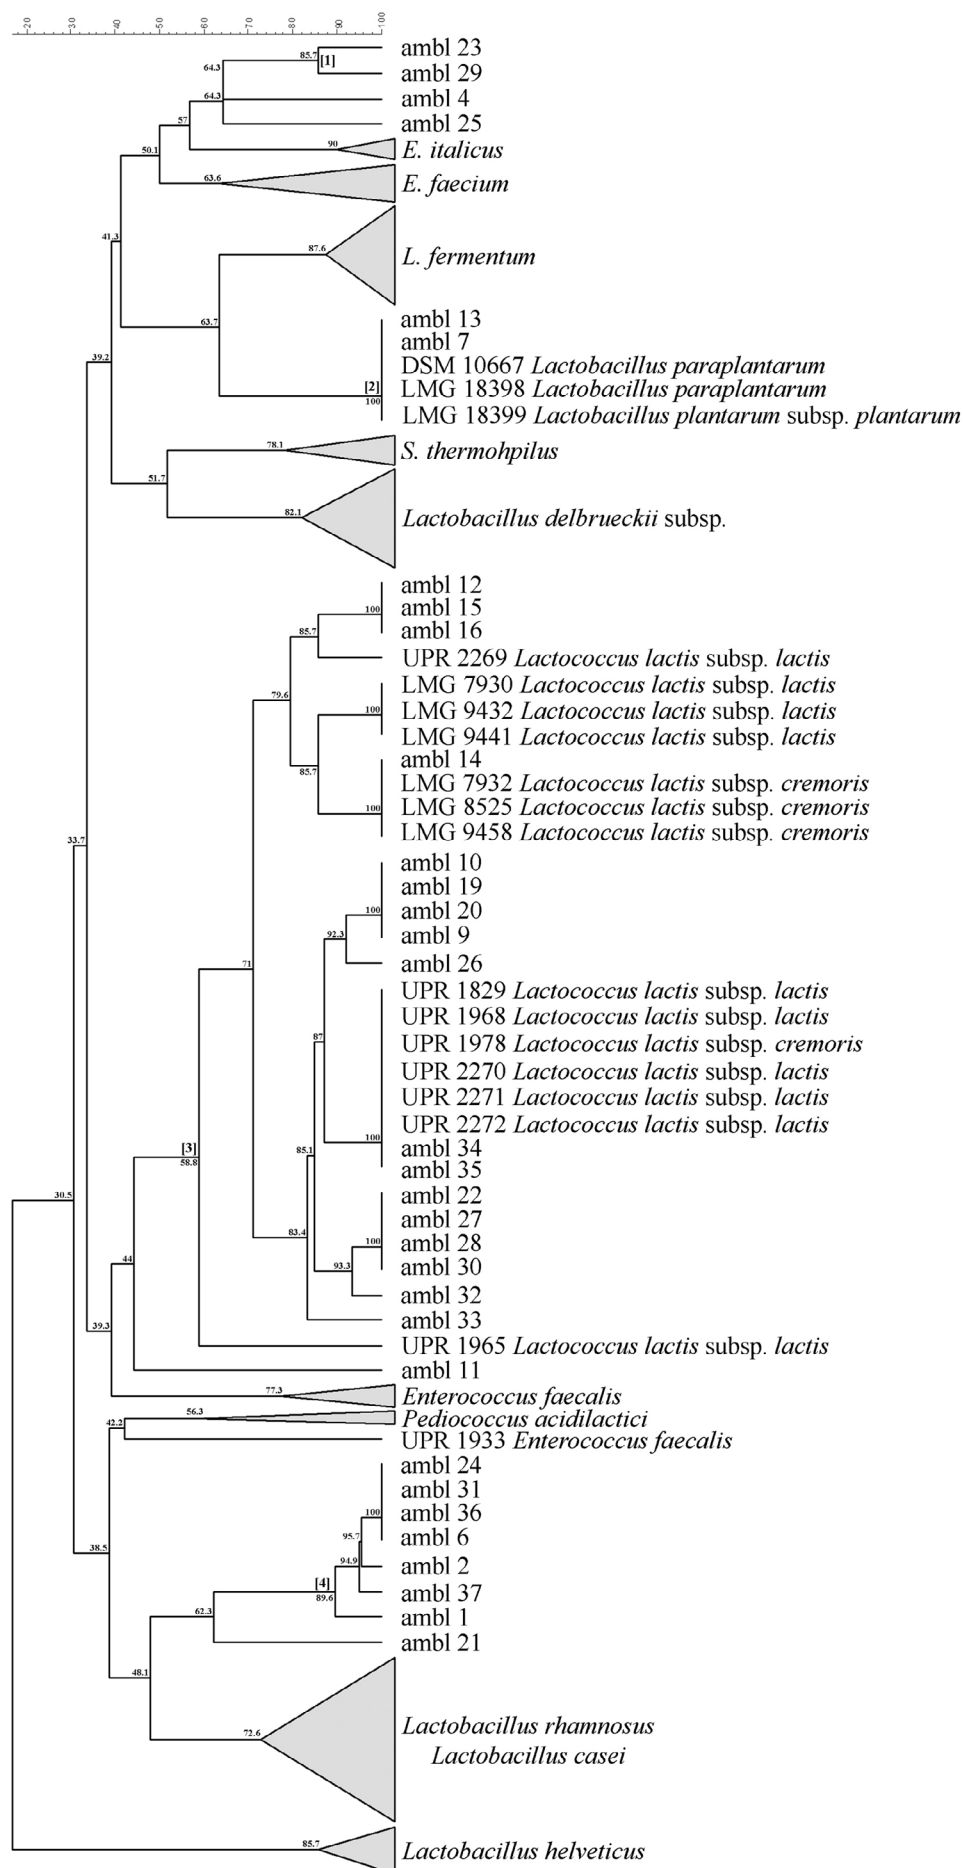 20 30 40 50 60 70 80 90 100
ambl 23
85.7 [1]
64.3
ambl 29
64.3
ambl 4
57
ambl 25
50.1
90
E. italicus
63.6
E. faecium
41.3
87.6
L. fermentum
63.7
ambl 13
ambl 7
39.2
DSM 10667 Lactobacillus paraplantarum
[2]
LMG 18398 Lactobacillus paraplantarum
100
LMG 18399 Lactobacillus plantarum subsp. plantarum
78.1
S. thermohpilus
51.7
82.1
Lactobacillus delbrueckii subsp.
ambl 12
100
ambl 15
85.7
ambl 16
UPR 2269 Lactococcus lactis subsp. lactis
79.6
LMG 7930 Lactococcus lactis subsp. lactis
100
LMG 9432 Lactococcus lactis subsp. lactis
LMG 9441 Lactococcus lactis subsp. lactis
85.7
ambl 14
LMG 7932 Lactococcus lactis subsp. cremoris
100
LMG 8525 Lactococcus lactis subsp. cremoris
LMG 9458 Lactococcus lactis subsp. cremoris
33.7
ambl 10
ambl 19
100
ambl 20
92.3
ambl 9
71
ambl 26
UPR 1829 Lactococcus lactis subsp. lactis
UPR 1968 Lactococcus lactis subsp. lactis
87
UPR 1978 Lactococcus lactis subsp. cremoris
UPR 2270 Lactococcus lactis subsp. lactis
UPR 2271 Lactococcus lactis subsp. lactis
UPR 2272 Lactococcus lactis subsp. lactis
100
[3]
85.1
ambl 34
58.8
ambl 35
30.5
ambl 22
ambl 27
83.4
100
ambl 28
44
93.3
ambl 30
ambl 32
39.3
ambl 33
UPR 1965 Lactococcus lactis subsp. lactis
ambl 11
77.3
Enterococcus faecalis
56.3
Pediococcus acidilactici
42.2
UPR 1933 Enterococcus faecalis
ambl 24
ambl 31
100
ambl 36
95.7
ambl 6
38.5
94.9
ambl 2
[4]
89.6
ambl 37
62.3
ambl 1
ambl 21
48.1
72.6
Lactobacillus rhamnosus
Lactobacillus casei
85.7
Lactobacillus helveticus